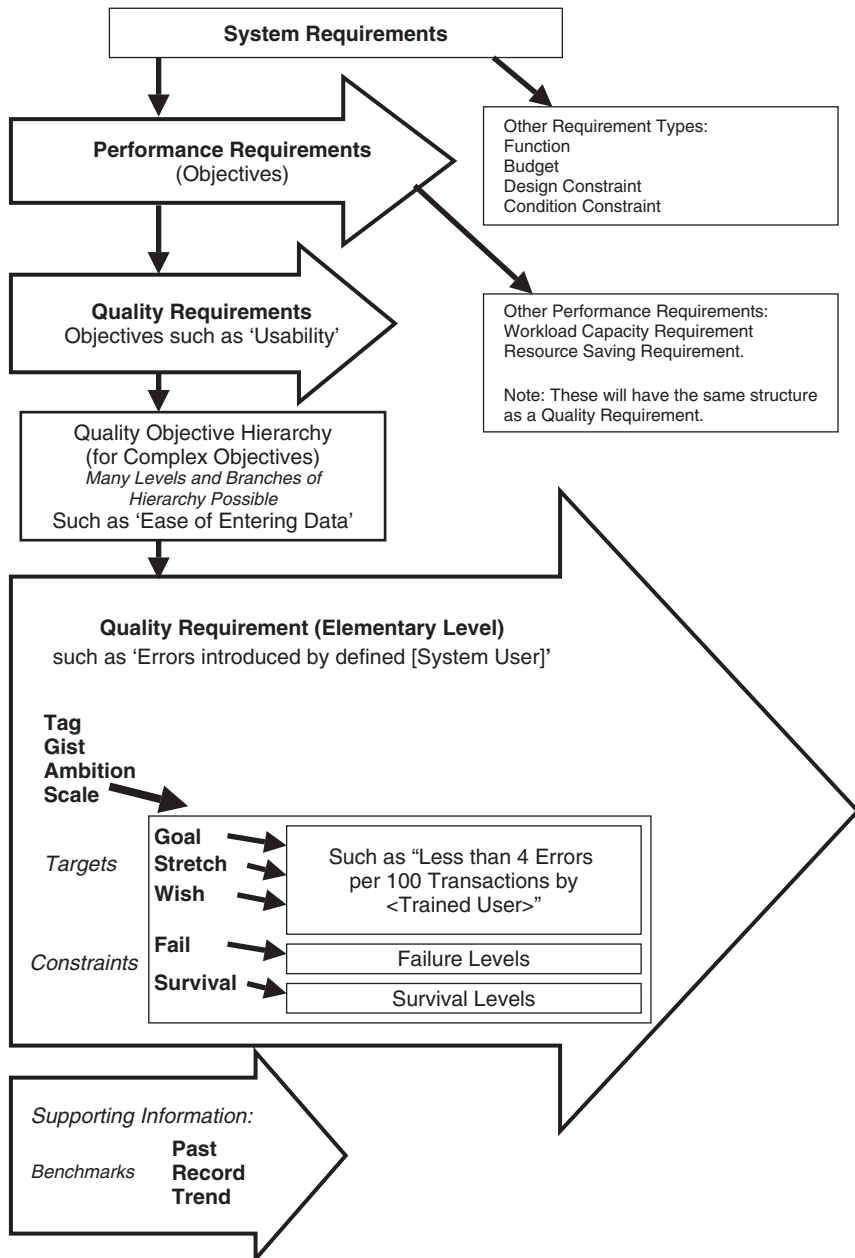 System Requirements
Performance Requirements
(Objectives)
Other Requirement Types:
Function
Budget
Design Constraint
Condition Constraint
Quality Requirements
Objectives such as ‘Usability’
Other Performance Requirements:
Workload Capacity Requirement
Resource Saving Requirement.
Note: These will have the same structure
as a Quality Requirement.
Quality Objective Hierarchy
(for Complex Objectives)
Many Levels and Branches of
Hierarchy Possible
Such as ‘Ease of Entering Data’
Quality Requirement (Elementary Level)
such as ‘Errors introduced by defined [System User]’
Tag
Gist
Ambition
Scale
Targets
Goal
Stretch
Wish
Such as “Less than 4 Errors
per 100 Transactions by
<Trained User>”
Constraints
Fail
Failure Levels
Survival
Survival Levels
Supporting Information:
Benchmarks
Past
Record
Trend